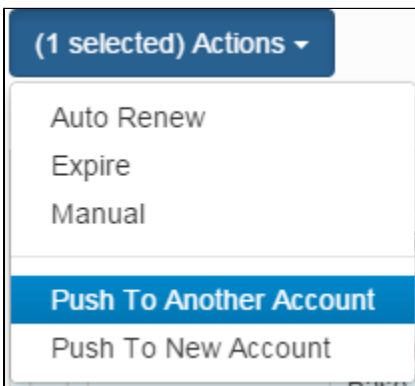 (1 selected) Actions
Auto Renew
Expire
Manual
Push To Another Account
Push To New Account